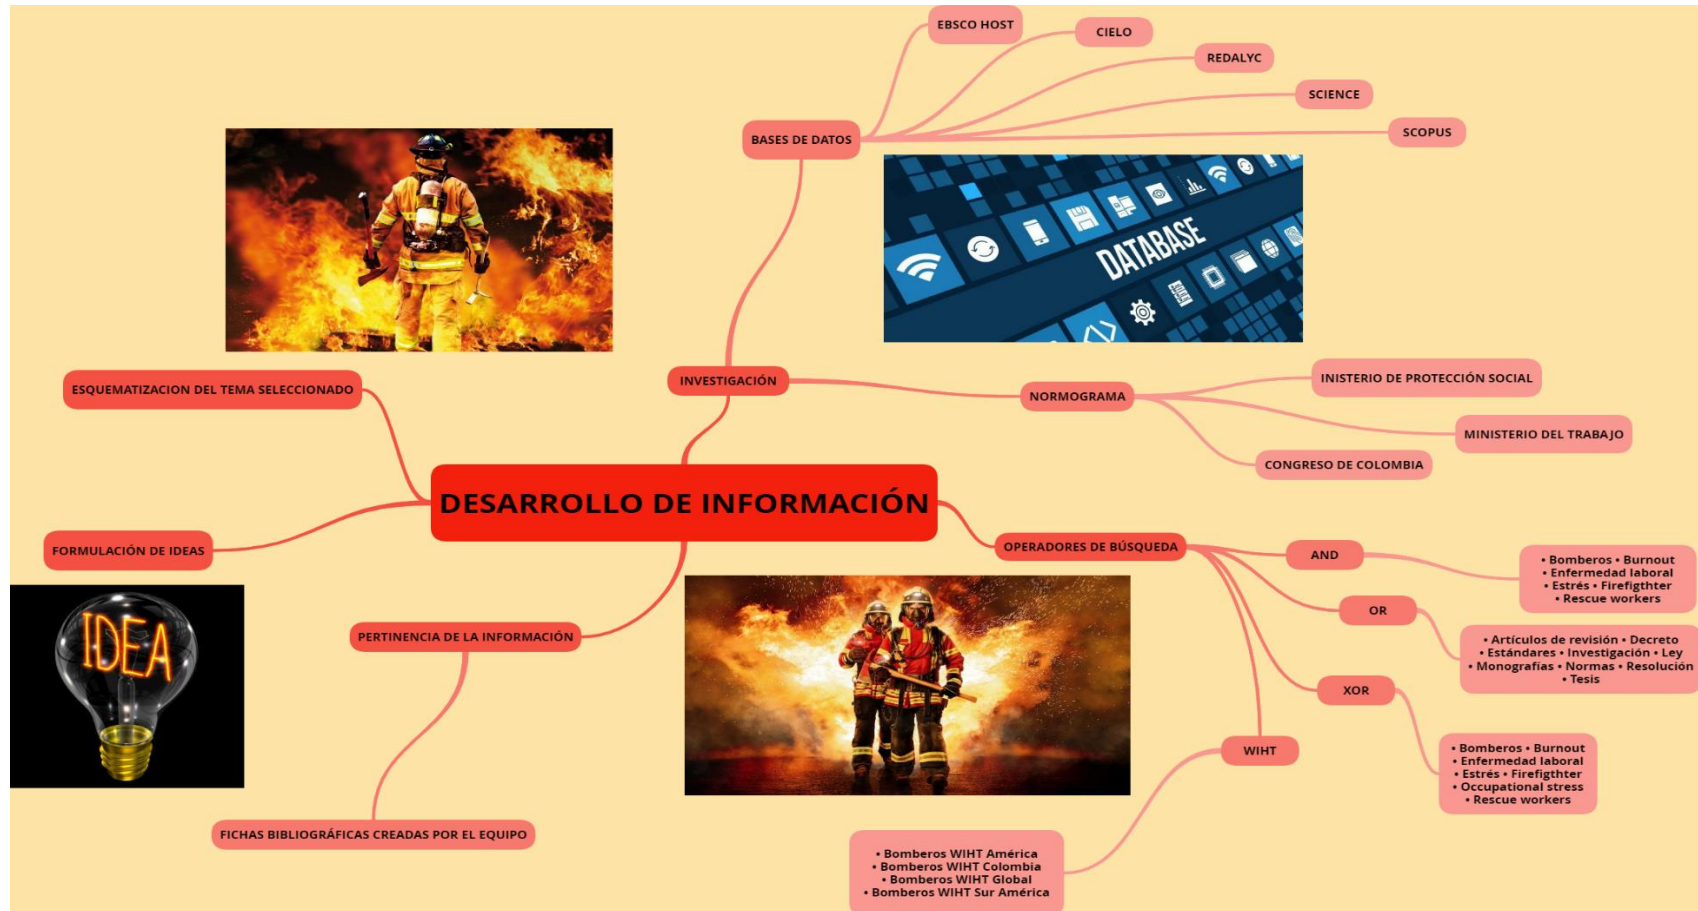 EBSCO HOST
CIELO
REDALYC
SCIENCE
SCOPUS
BASES DE DATOS
DATABASE
INVESTIGACIÓN
NORMOGRAMA
INISTERIO DE PROTECCIÓN SOCIAL
MINISTERIO DEL TRABAJO
CONGRESO DE COLOMBIA
ESQUEMATIZACION DEL TEMA SELECCIONADO
DESARROLLO DE INFORMACIÓN
FORMULACIÓN DE IDEAS
IDEA
OPERADORES DE BÚSQUEDA
AND
• Bomberos • Burnout
• Enfermedad laboral
• Estrés • Firefigthter
• Rescue workers
OR
• Artículos de revisión • Decreto
• Estándares • Investigación • Ley
• Monografías • Normas • Resolución
• Tesis
XOR
• Bomberos • Burnout
• Enfermedad laboral
• Estrés • Firefigthter
• Occupational stress
• Rescue workers
WIHT
• Bomberos WIHT América
• Bomberos WIHT Colombia
• Bomberos WIHT Global
• Bomberos WIHT Sur América
PERTINENCIA DE LA INFORMACIÓN
FICHAS BIBLIOGRÁFICAS CREADAS POR EL EQUIPO